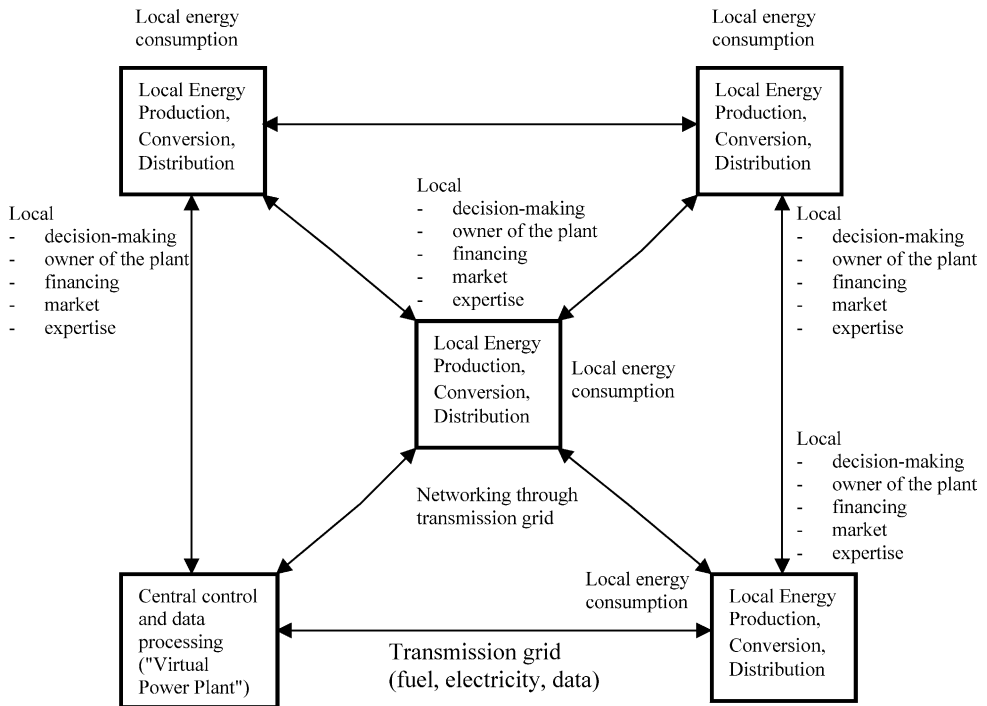 Local energy
consumption
Local energy
consumption
Local Energy
Production,
Conversion,
Distribution
Local Energy
Production,
Conversion,
Distribution
Local
- decision-making
- owner of the plant
- financing
- market
- expertise
Local
- decision-making
- owner of the plant
- financing
- market
- expertise
Local
- decision-making
- owner of the plant
- financing
- market
- expertise
Local Energy
Production,
Conversion,
Distribution
Local energy
consumption
Local
- decision-making
- owner of the plant
- financing
- market
- expertise
Networking through
transmission grid
Central control
and data
processing
("Virtual
Power Plant")
Local energy
consumption
Local Energy
Production,
Conversion,
Distribution
Transmission grid
(fuel, electricity, data)